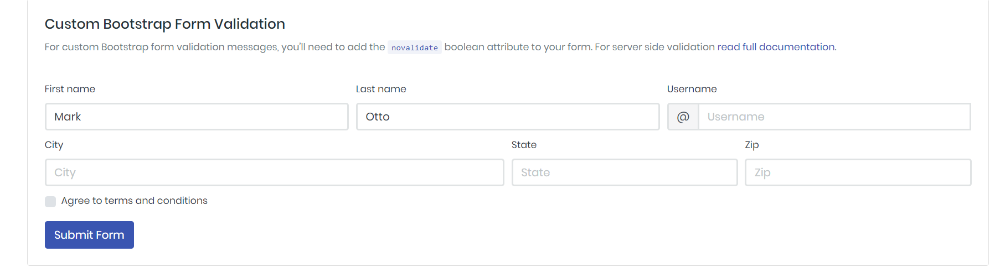 Custom Bootstrap Form Validation
For custom Bootstrap form validation messages, you’ll need to add the novalidate boolean attribute to your form. For server side validation read full documentation.
First name Last name Username
Mark Otto @ Username
City State Zip
City State Zip
Agree to terms and conditions
Submit Form